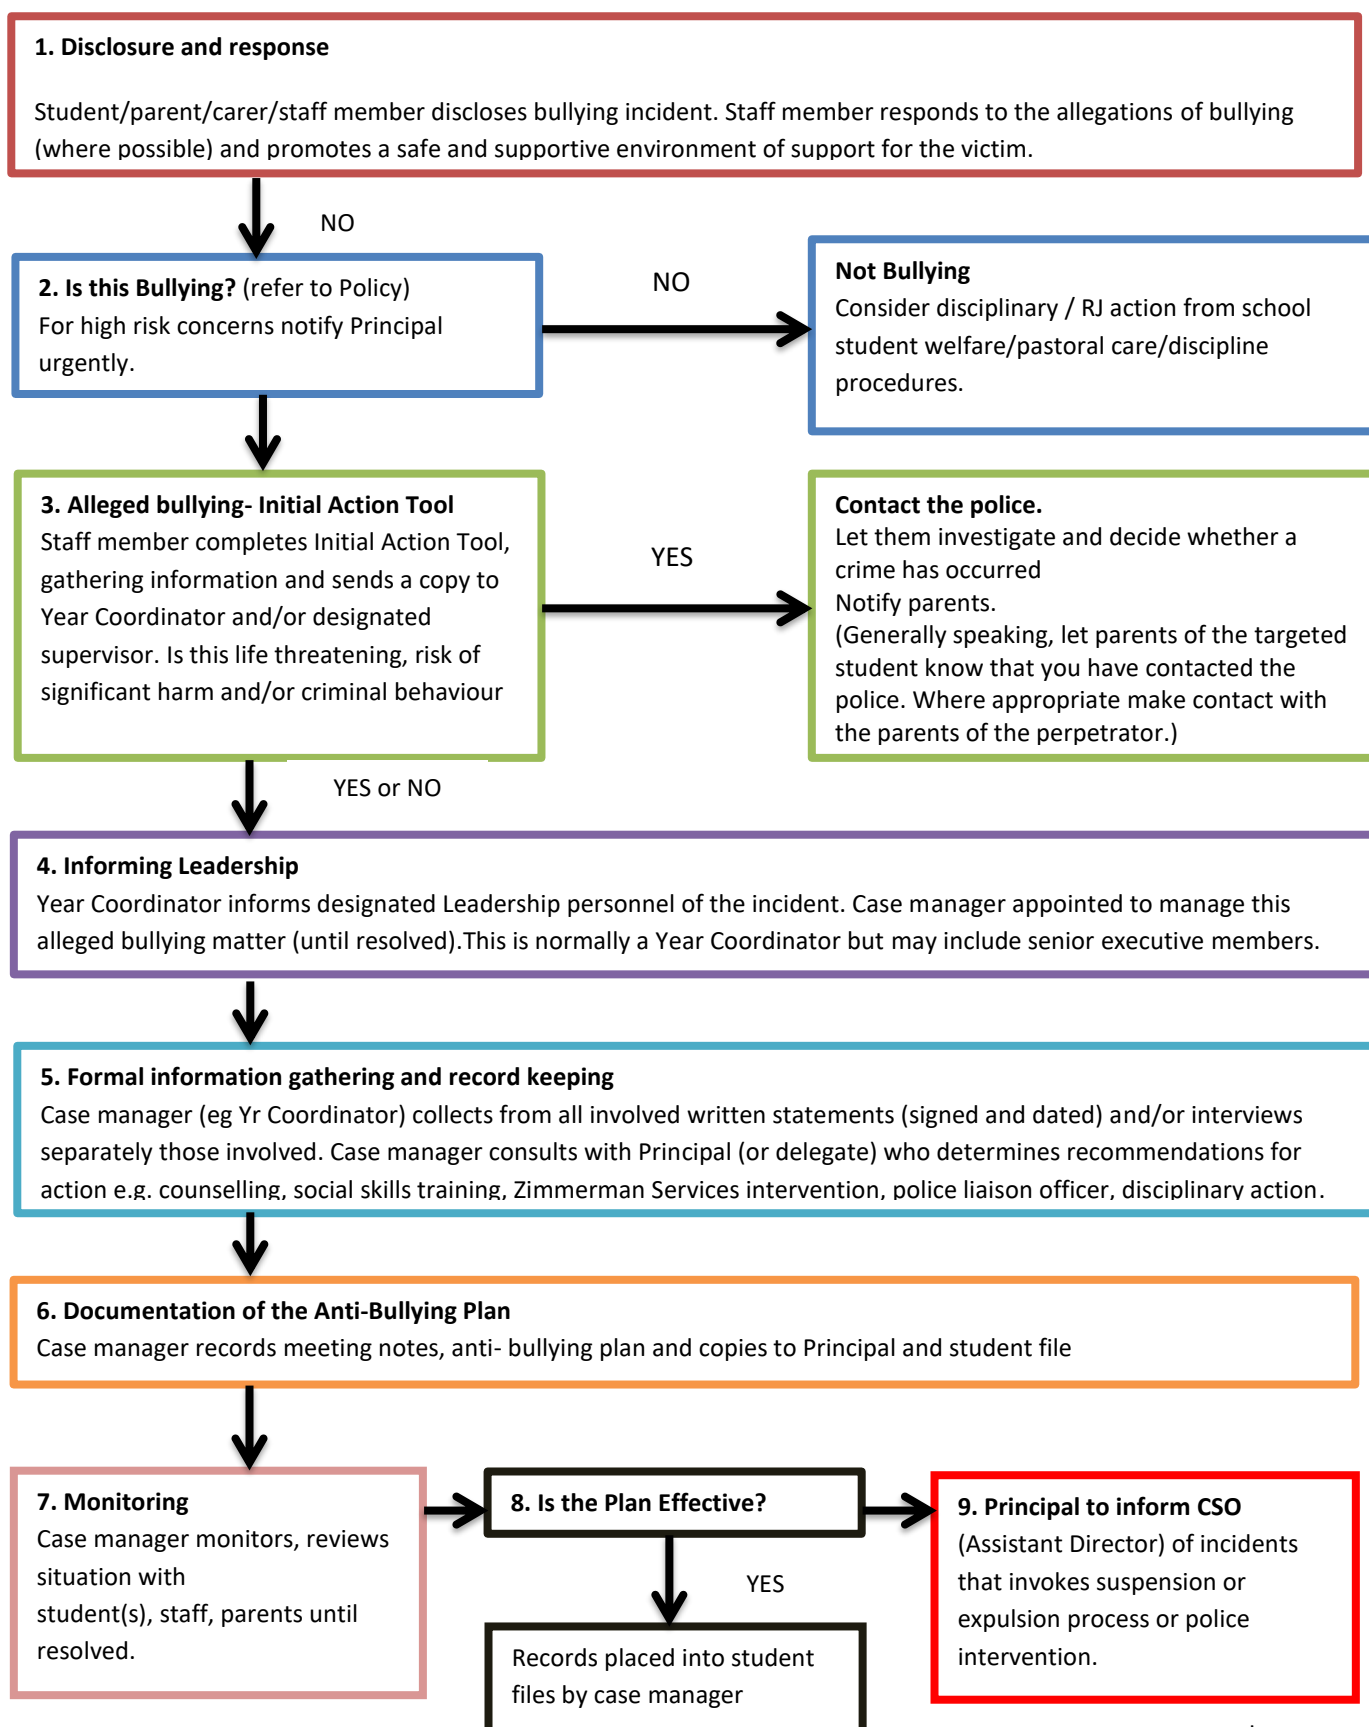 1. Disclosure and response
Student/parent/carer/staff member discloses bullying incident. Staff member responds to the allegations of bullying
(where possible) and promotes a safe and supportive environment of support for the victim.
NO
2. Is this Bullying? (refer to Policy)
For high risk concerns notify Principal
urgently.
NO
Not Bullying
Consider disciplinary / RJ action from school
student welfare/pastoral care/discipline
procedures.
3. Alleged bullying- Initial Action Tool
Staff member completes Initial Action Tool,
gathering information and sends a copy to
Year Coordinator and/or designated
supervisor. Is this life threatening, risk of
significant harm and/or criminal behaviour
YES
Contact the police.
Let them investigate and decide whether a
crime has occurred
Notify parents.
(Generally speaking, let parents of the targeted
student know that you have contacted the
police. Where appropriate make contact with
the parents of the perpetrator.)
YES or NO
4. Informing Leadership
Year Coordinator informs designated Leadership personnel of the incident. Case manager appointed to manage this
alleged bullying matter (until resolved).This is normally a Year Coordinator but may include senior executive members.
5. Formal information gathering and record keeping
Case manager (eg Yr Coordinator) collects from all involved written statements (signed and dated) and/or interviews
separately those involved. Case manager consults with Principal (or delegate) who determines recommendations for
action e.g. counselling, social skills training, Zimmerman Services intervention, police liaison officer, disciplinary action.
6. Documentation of the Anti-Bullying Plan
Case manager records meeting notes, anti- bullying plan and copies to Principal and student file
7. Monitoring
Case manager monitors, reviews
situation with
student(s), staff, parents until
resolved.
8. Is the Plan Effective?
YES
Records placed into student
files by case manager
9. Principal to inform CSO
(Assistant Director) of incidents
that invokes suspension or
expulsion process or police
intervention.